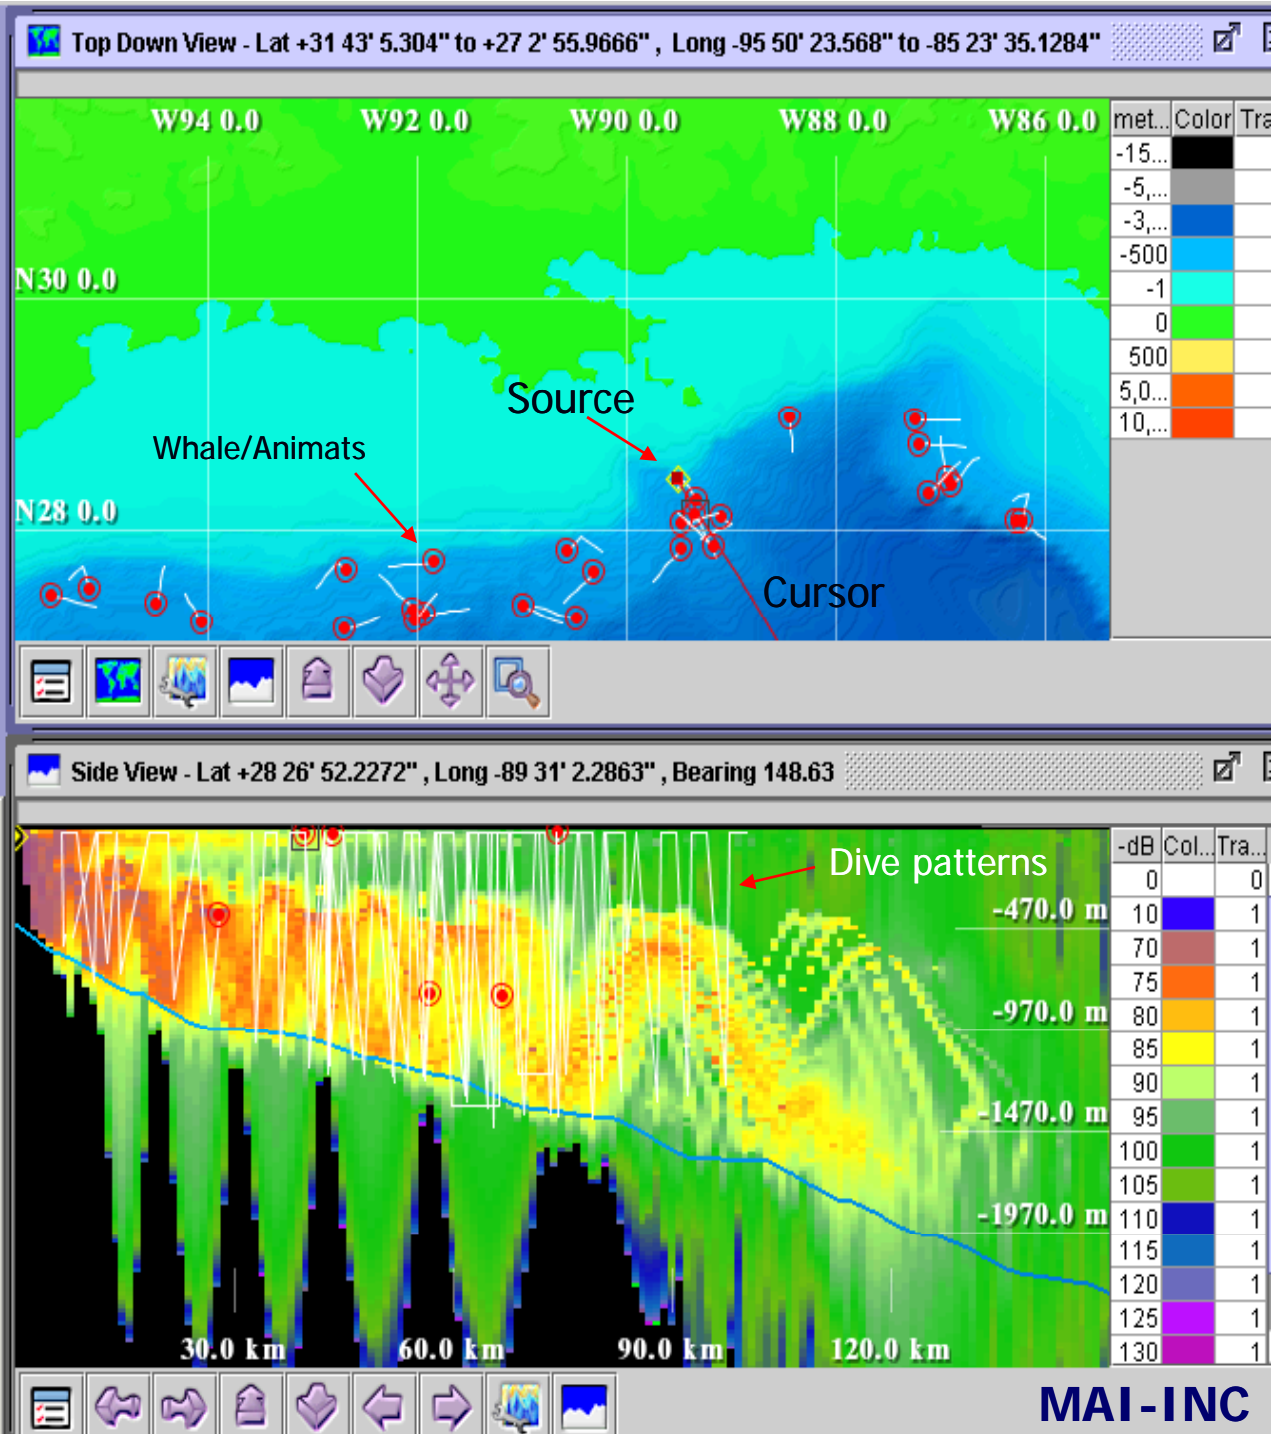 Top Down View - Lat +31 43' 5.304" to +27 2' 55.9666" , Long -95 50' 23.568" to -85 23' 35.1284"
W94 0.0 W92 0.0 W90 0.0 W88 0.0 W86 0.0
met... Color Tra
-15...
-5,...
-3,...
-500
-1
0
500
5,0...
10,...
N30 0.0
Source
Whale/Animats
N28 0.0
Cursor
Side View - Lat +28 26' 52.2272" , Long -89 31' 2.2863" , Bearing 148.63
-dB Col... Tra...
0 0
10 1
70 1
75 1
80 1
85 1
90 1
95 1
100 1
105 1
110 1
115 1
120 1
125 1
130 1
Dive patterns
-470.0 m
-970.0 m
-1470.0 m
-1970.0 m
30.0 km 60.0 km 90.0 km 120.0 km
MAI-INC